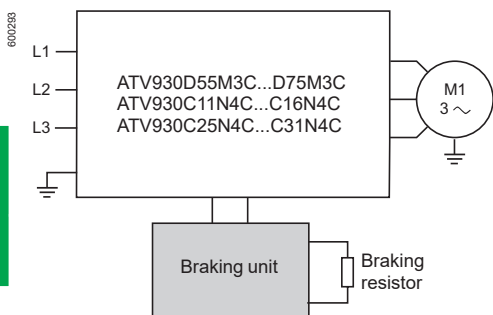 600293
L1
L2
L3
ATV930D55M3C...D75M3C
ATV930C11N4C...C16N4C
ATV930C25N4C...C31N4C
M1
3 ~
Braking unit
Braking
resistor